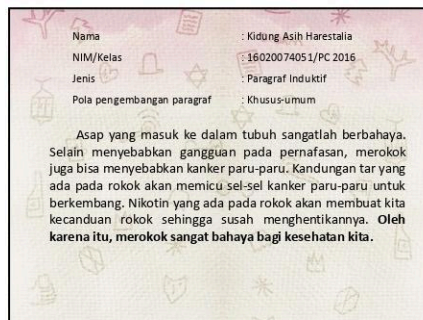 Nama : Kidung Asih Harestalia
NIM/Kelas : 16020074051/PC 2016
Jenis : Paragraf Induktif
Pola pengembangan paragraf : Khusus-umum
Asap yang masuk ke dalam tubuh sangatlah berbahaya.
Selain menyebabkan gangguan pada pernafasan, merokok
juga bisa menyebabkan kanker paru-paru. Kandungan tar yang
ada pada rokok akan memicu sel-sel kanker paru-paru untuk
berkembang. Nikotin yang ada pada rokok akan membuat kita
kecanduan rokok sehingga susah menghentikannya. Oleh
karena itu, merokok sangat bahaya bagi kesehatan kita.